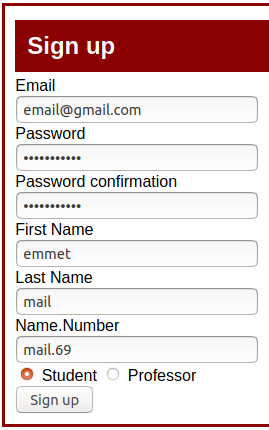 Sign up
Email
email@gmail.com
Password
•••••••••••
Password confirmation
•••••••••••
First Name
emmet
Last Name
mail
Name.Number
mail.69
Student Professor
Sign up